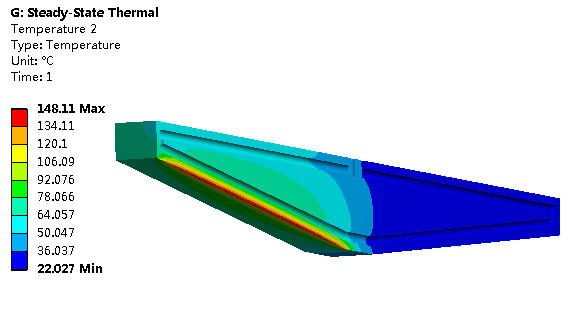 G: Steady-State Thermal
Temperature 2
Type: Temperature
Unit: °C
Time: 1
148.11 Max
134.11
120.1
106.09
92.076
78.066
64.057
50.047
36.037
22.027 Min